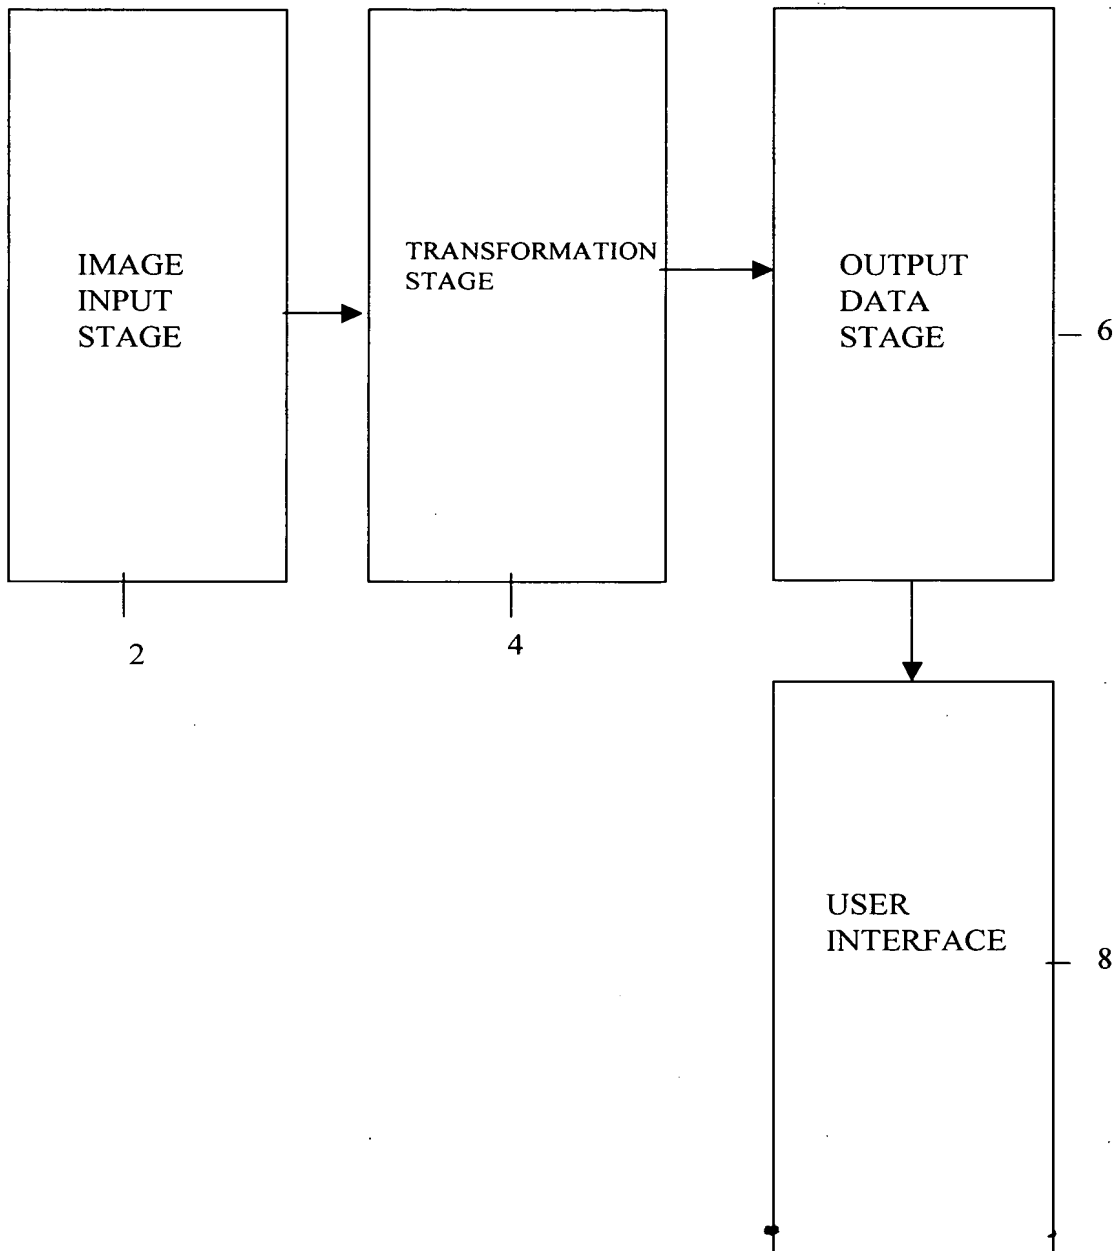 IMAGE
INPUT
STAGE
2
TRANSFORMATION
STAGE
4
OUTPUT
DATA
STAGE
6
USER
INTERFACE
8